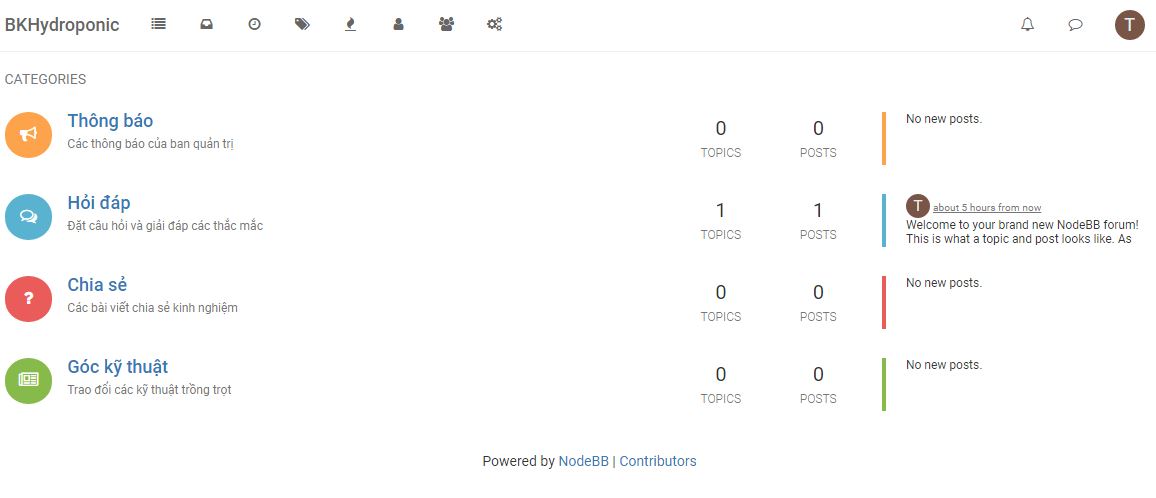 BKHydroponic
T
CATEGORIES
Thông báo
Các thông báo của ban quản trị
0
TOPICS
0
POSTS
No new posts.
Hỏi đáp
Đặt câu hỏi và giải đáp các thắc mắc
1
TOPICS
1
POSTS
T about 5 hours from now
Welcome to your brand new NodeBB forum!
This is what a topic and post looks like. As
Chia sẻ
Các bài viết chia sẻ kinh nghiệm
0
TOPICS
0
POSTS
No new posts.
Góc kỹ thuật
Trao đổi các kỹ thuật trồng trọt
0
TOPICS
0
POSTS
No new posts.
Powered by NodeBB | Contributors